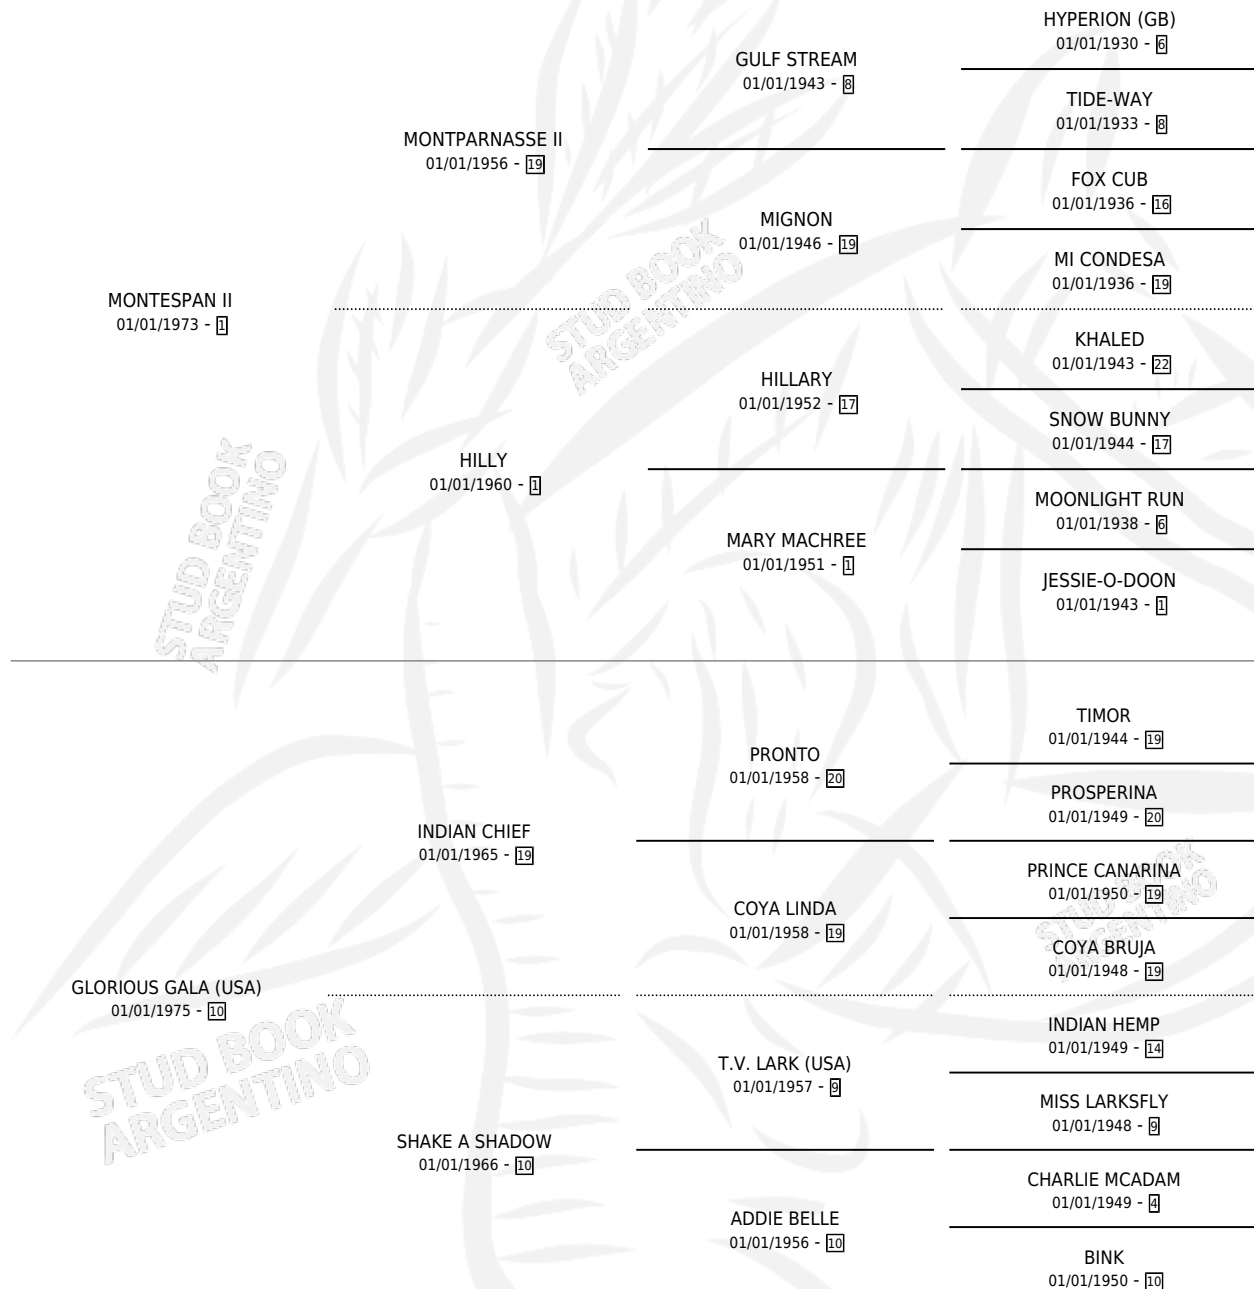 HYPERION (GB)
01/01/1930 - 6
GULF STREAM
01/01/1943 - 8
TIDE-WAY
01/01/1933 - 8
MONTPARNASSE II
01/01/1956 - 19
FOX CUB
01/01/1936 - 16
MIGNON
01/01/1946 - 19
MI CONDESA
01/01/1936 - 19
MONTESPAN II
01/01/1973 - 1
KHALED
01/01/1943 - 22
HILLARY
01/01/1952 - 17
SNOW BUNNY
01/01/1944 - 17
HILLY
01/01/1960 - 1
MOONLIGHT RUN
01/01/1938 - 6
MARY MACHREE
01/01/1951 - 1
JESSIE-O-DOON
01/01/1943 - 1
TIMOR
01/01/1944 - 19
PRONTO
01/01/1958 - 20
PROSPERINA
01/01/1949 - 20
INDIAN CHIEF
01/01/1965 - 19
PRINCE CANARINA
01/01/1950 - 19
COYA LINDA
01/01/1958 - 19
COYA BRUJA
01/01/1948 - 19
GLORIOUS GALA (USA)
01/01/1975 - 10
INDIAN HEMP
01/01/1949 - 14
T.V. LARK (USA)
01/01/1957 - 9
MISS LARKSFLY
01/01/1948 - 9
SHAKE A SHADOW
01/01/1966 - 10
CHARLIE MCADAM
01/01/1949 - 4
ADDIE BELLE
01/01/1956 - 10
BINK
01/01/1950 - 10
STUD BOOK
ARGENTINO
STUD BOOK
ARGENTINO
STUD BOOK
ARGENTINO
STUD BOOK
ARGENTINO